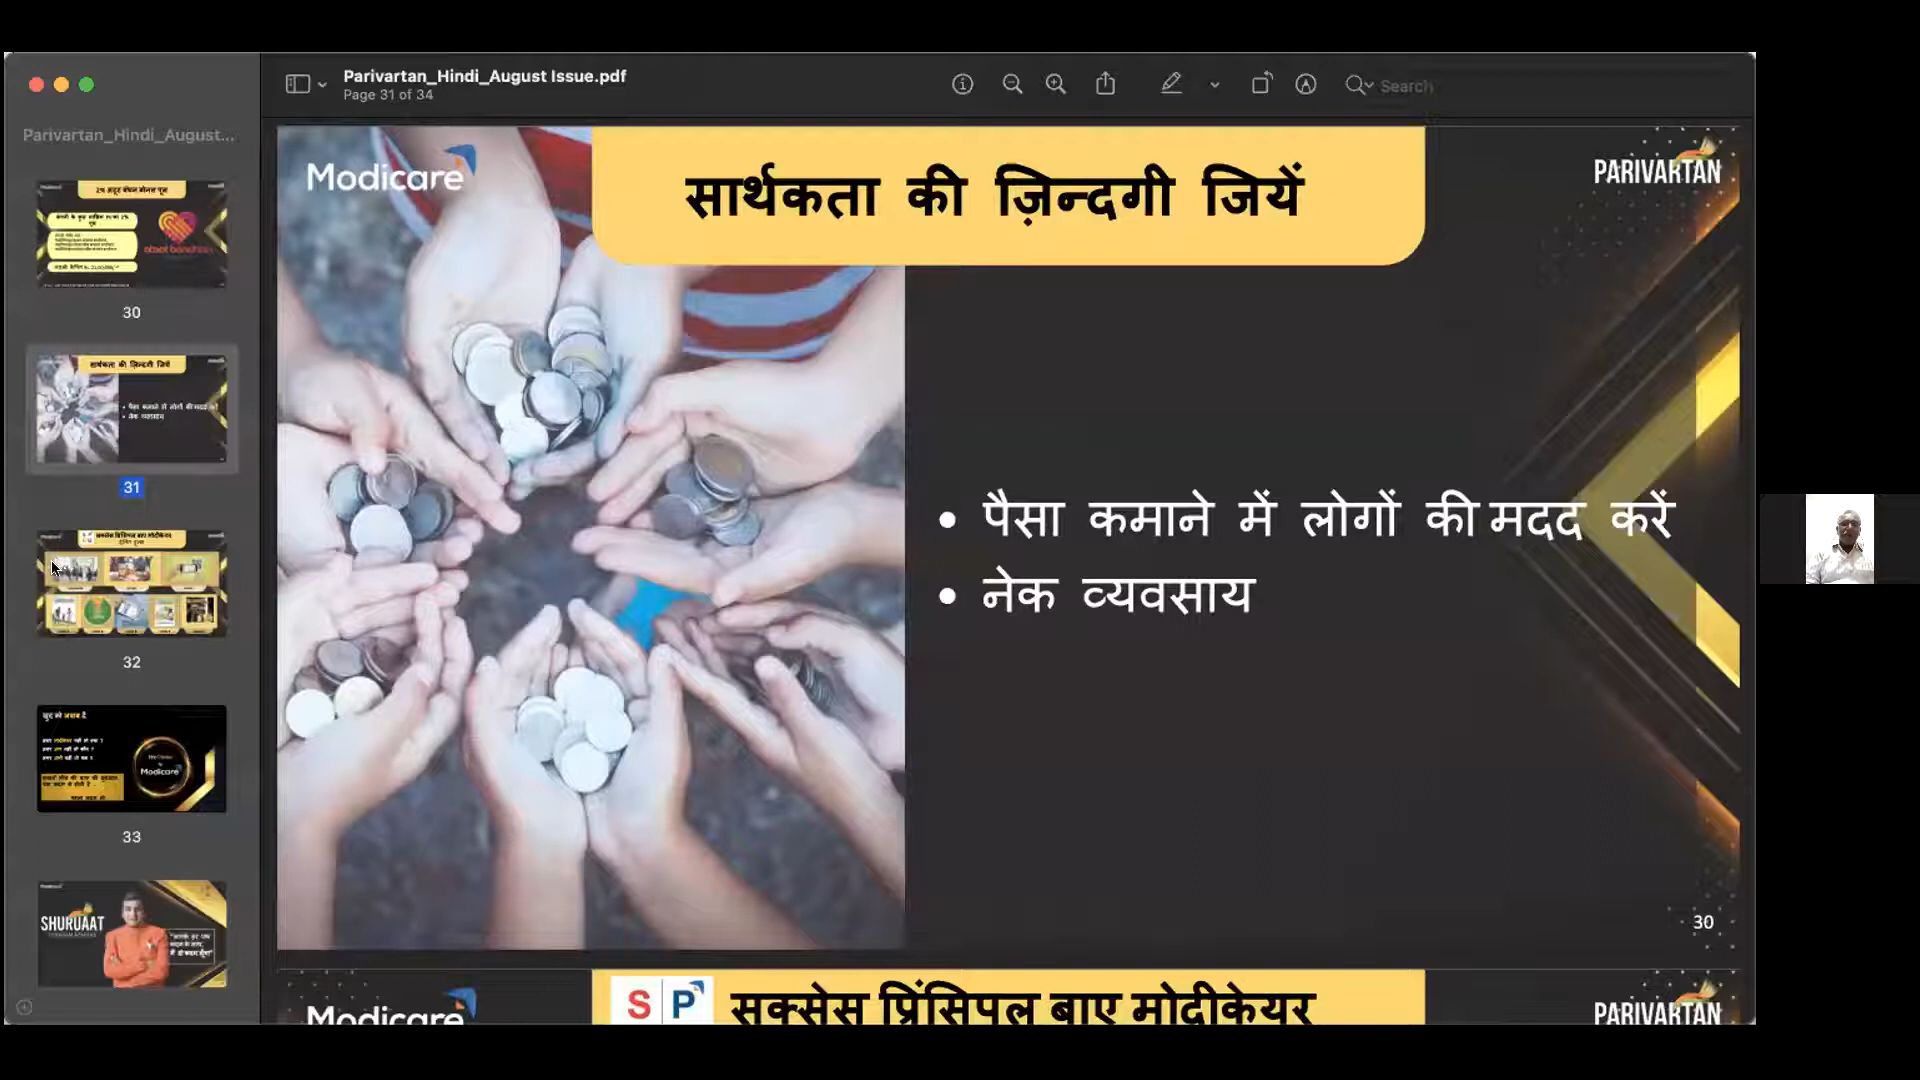 Parivartan_Hindi_August Issue.pdf
Page 31 of 34
Search
Parivartan_Hindi_August...
30
31
32
33
SHURUAAT
Modicare
सार्थकता की ज़िन्दगी जियें
PARIVARTAN
• पैसा कमाने में लोगों की मदद करें
• नेक व्यवसाय
30
Modicare
SP सक्सेस प्रिंसिपल बाए मोदीकेयर
PARIVARTAN